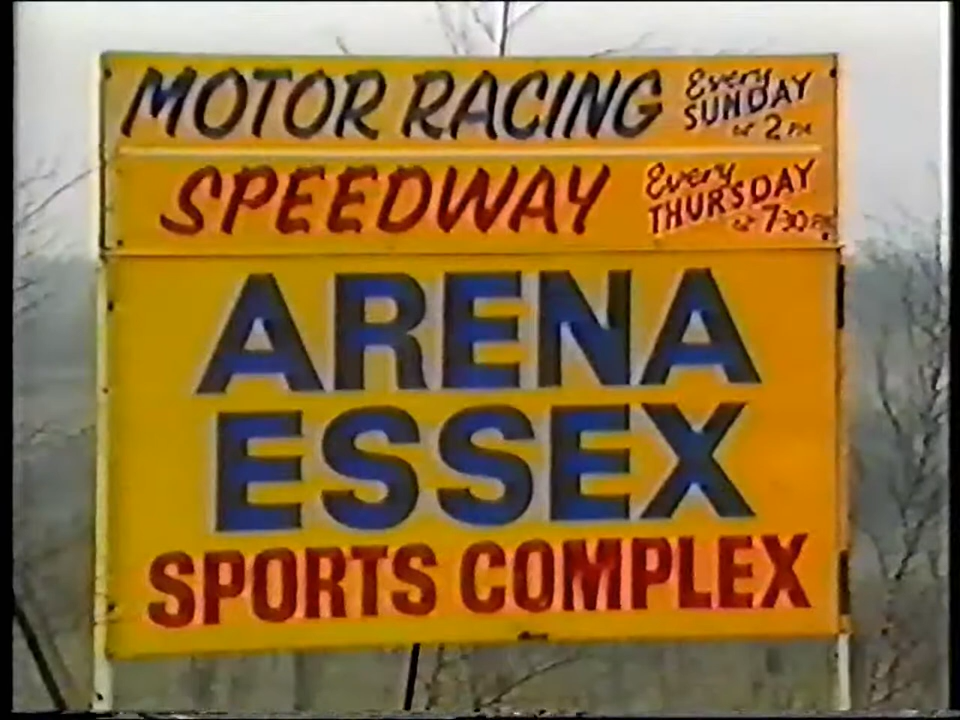 MOTOR RACING Every SUNDAY at 2 PM
SPEEDWAY Every THURSDAY at 7·30 PM
ARENA
ESSEX
SPORTS COMPLEX